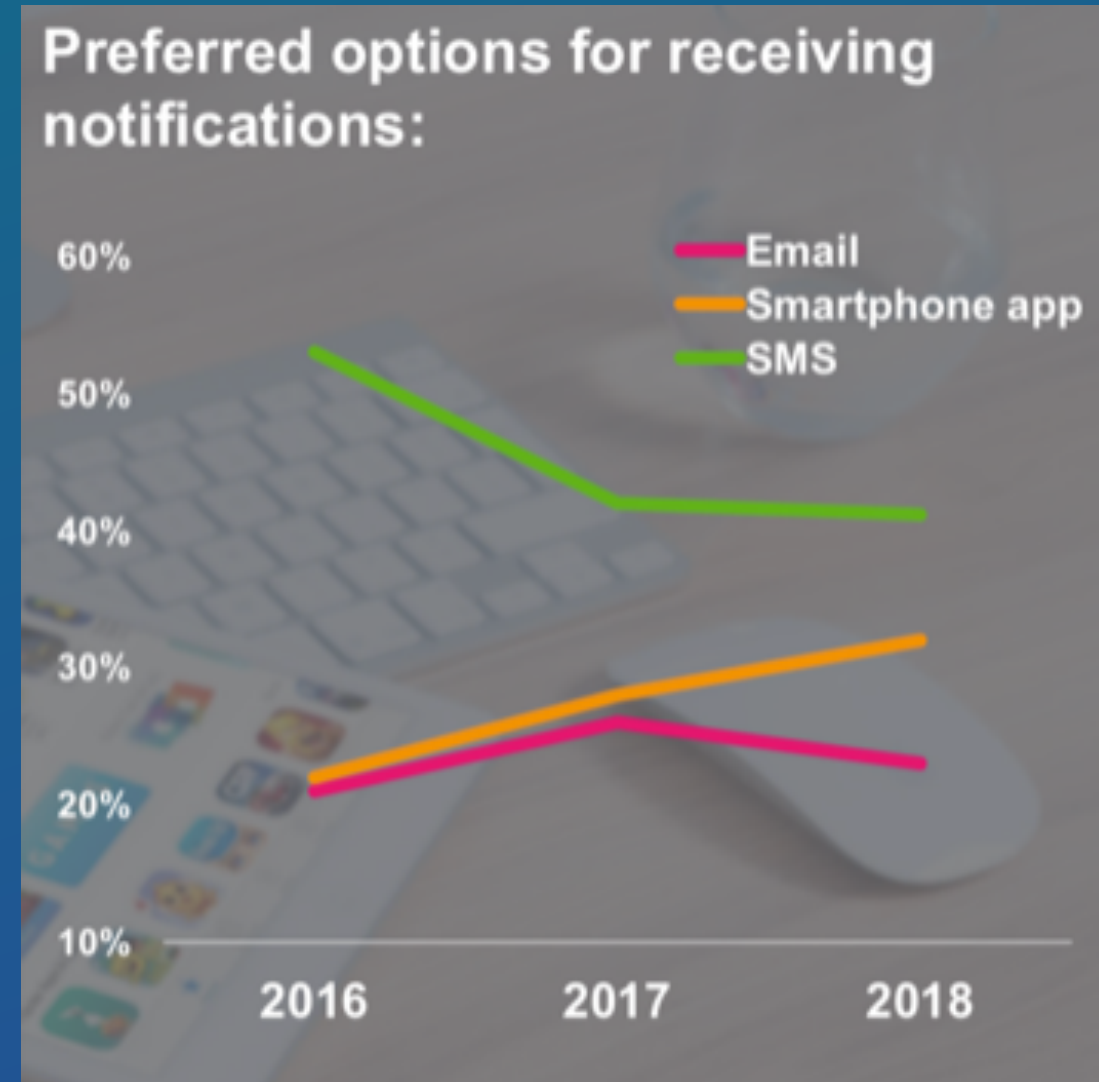 Preferred options for receiving
notifications:
60%
Email
Smartphone app
SMS
50%
40%
30%
20%
10%
2016 2017 2018